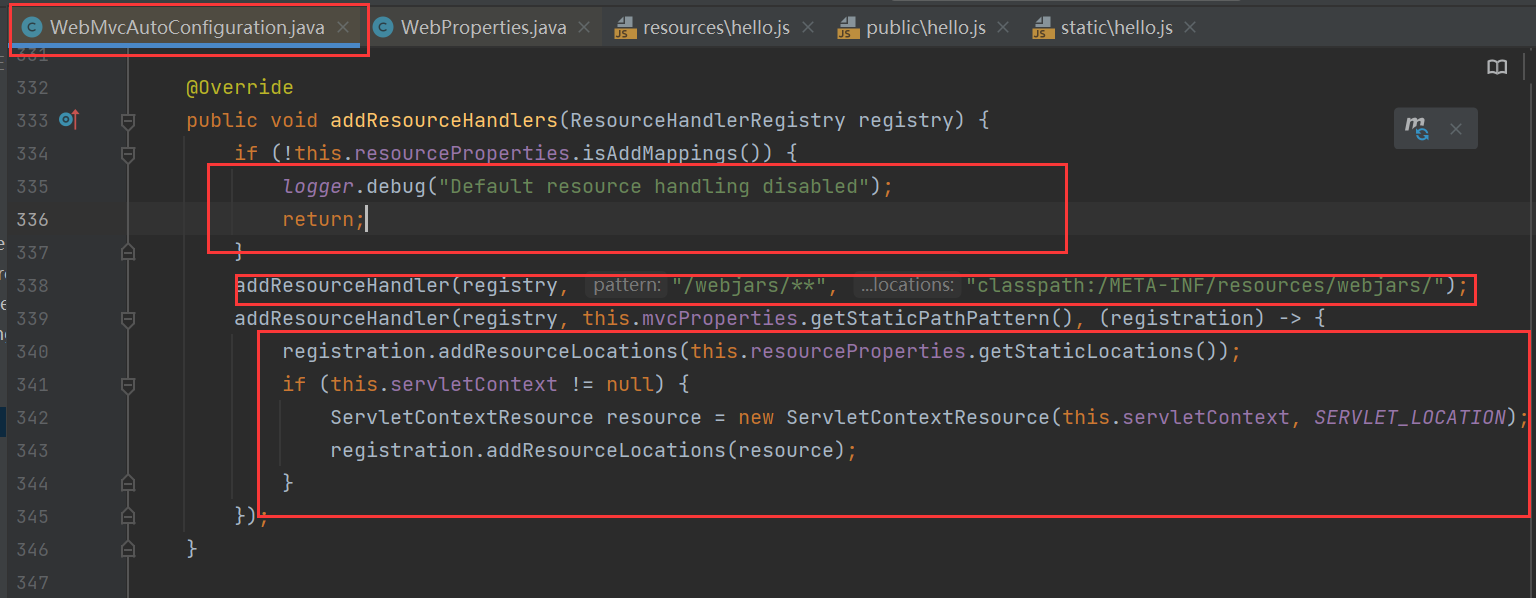 WebMvcAutoConfiguration.java × WebProperties.java × resources\hello.js × public\hello.js × static\hello.js ×
331
332 @Override
333 public void addResourceHandlers(ResourceHandlerRegistry registry) {
334 if (!this.resourceProperties.isAddMappings()) {
335 logger.debug("Default resource handling disabled");
336 return;
337 }
338 addResourceHandler(registry, pattern: "/webjars/**", ...locations: "classpath:/META-INF/resources/webjars/");
339 addResourceHandler(registry, this.mvcProperties.getStaticPathPattern(), (registration) -> {
340 registration.addResourceLocations(this.resourceProperties.getStaticLocations());
341 if (this.servletContext != null) {
342 ServletContextResource resource = new ServletContextResource(this.servletContext, SERVLET_LOCATION);
343 registration.addResourceLocations(resource);
344 }
345 });
346 }
347